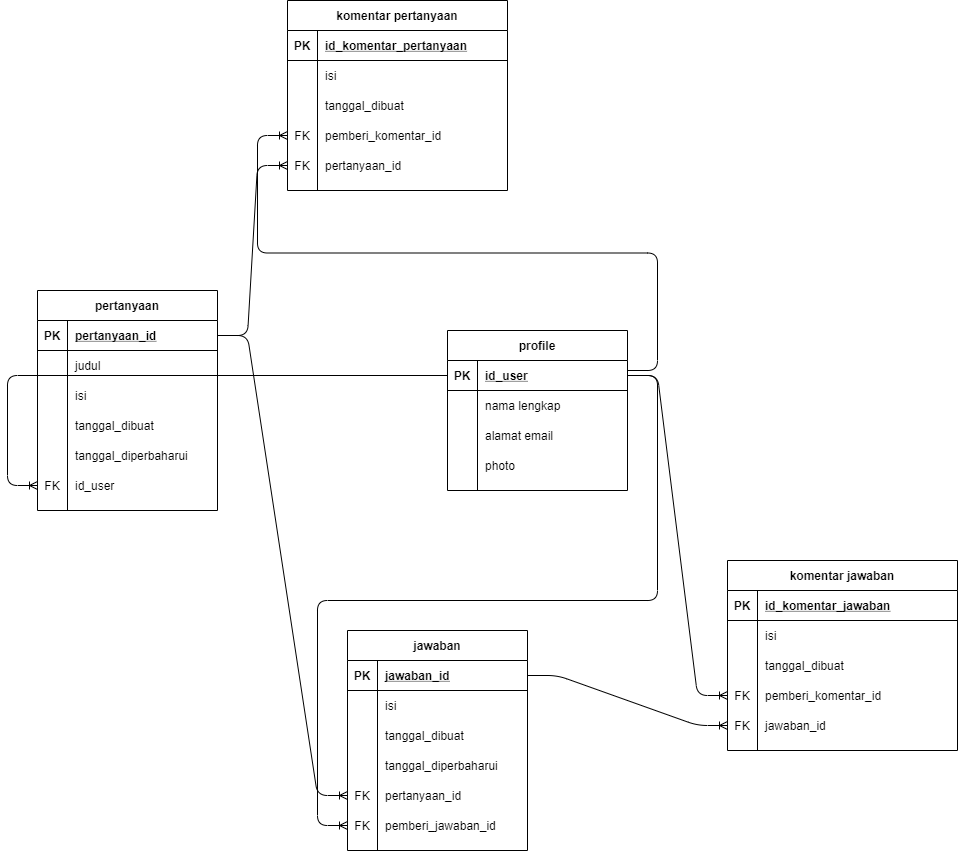 komentar pertanyaan
PK id_komentar_pertanyaan
isi
tanggal_dibuat
FK pemberi_komentar_id
FK pertanyaan_id
pertanyaan
PK pertanyaan_id
judul
isi
tanggal_dibuat
tanggal_diperbaharui
FK id_user
profile
PK id_user
nama lengkap
alamat email
photo
komentar jawaban
PK id_komentar_jawaban
isi
tanggal_dibuat
FK pemberi_komentar_id
FK jawaban_id
jawaban
PK jawaban_id
isi
tanggal_dibuat
tanggal_diperbaharui
FK pertanyaan_id
FK pemberi_jawaban_id